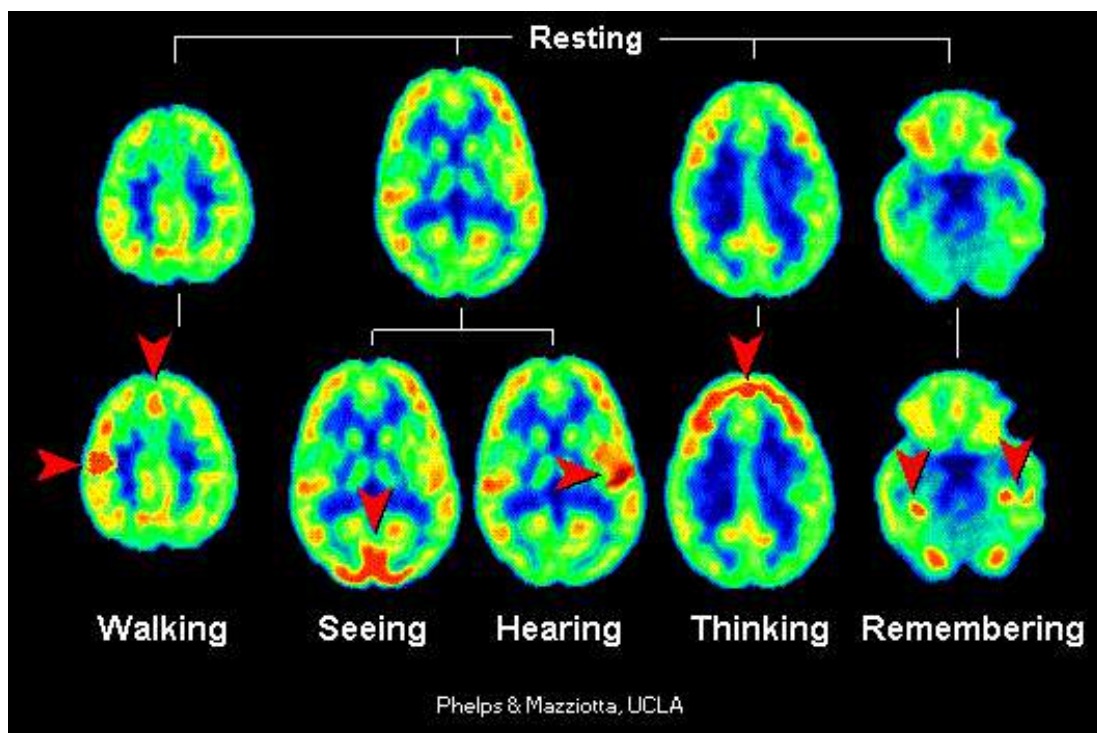 Resting
Walking
Seeing
Hearing
Thinking
Remembering
Phelps & Mazziotta, UCLA